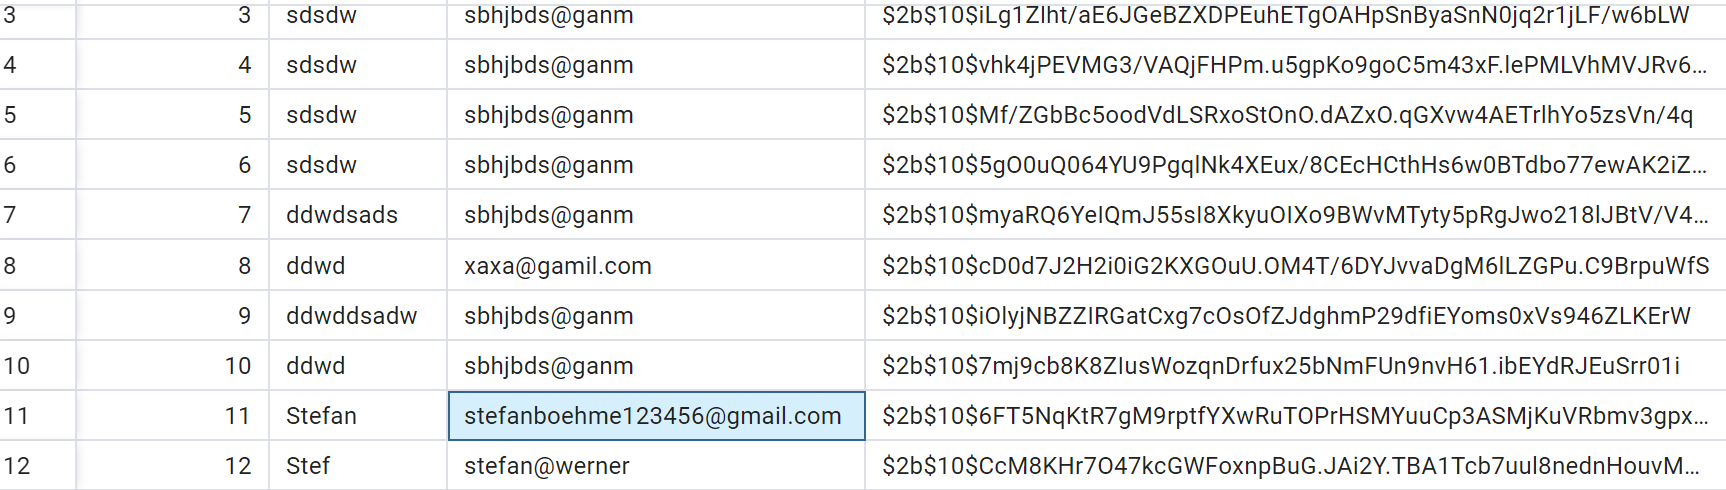 3 3 sdsdw sbhjbds@ganm $2b$10$iLg1ZIht/aE6JGeBZXDPEuhETgOAHpSnByaSnN0jq2r1jLF/w6bLW
4 4 sdsdw sbhjbds@ganm $2b$10$vhk4jPEVMG3/VAQjFHPm.u5gpKo9goC5m43xF.lePMLVhMVJRv6...
5 5 sdsdw sbhjbds@ganm $2b$10$Mf/ZGbBc5oodVdLSRxoStOnO.dAZxO.qGXvw4AETrlhYo5zsVn/4q
6 6 sdsdw sbhjbds@ganm $2b$10$5gO0uQ064YU9PgqlNk4XEux/8CEcHCthHs6w0BTdbo77ewAK2iZ...
7 7 ddwdsads sbhjbds@ganm $2b$10$myaRQ6YeIQmJ55sI8XkyuOIXo9BWvMTyty5pRgJwo218lJBtV/V4...
8 8 ddwd xaxa@gamil.com $2b$10$cD0d7J2H2i0iG2KXGOuU.OM4T/6DYJvvaDgM6lLZGPu.C9BrpuWfS
9 9 ddwddsadw sbhjbds@ganm $2b$10$iOlyjNBZZIRGatCxg7cOsOfZJdghmP29dfiEYoms0xVs946ZLKErW
10 10 ddwd sbhjbds@ganm $2b$10$7mj9cb8K8ZIusWozqnDrfux25bNmFUn9nvH61.ibEYdRJEuSrr01i
11 11 Stefan stefanboehme123456@gmail.com $2b$10$6FT5NqKtR7gM9rptfYXwRuTOPrHSMYuuCp3ASMjKuVRbmv3gpx...
12 12 Stef stefan@werner $2b$10$CcM8KHr7O47kcGWFoxnpBuG.JAi2Y.TBA1Tcb7uul8nednHouvM...